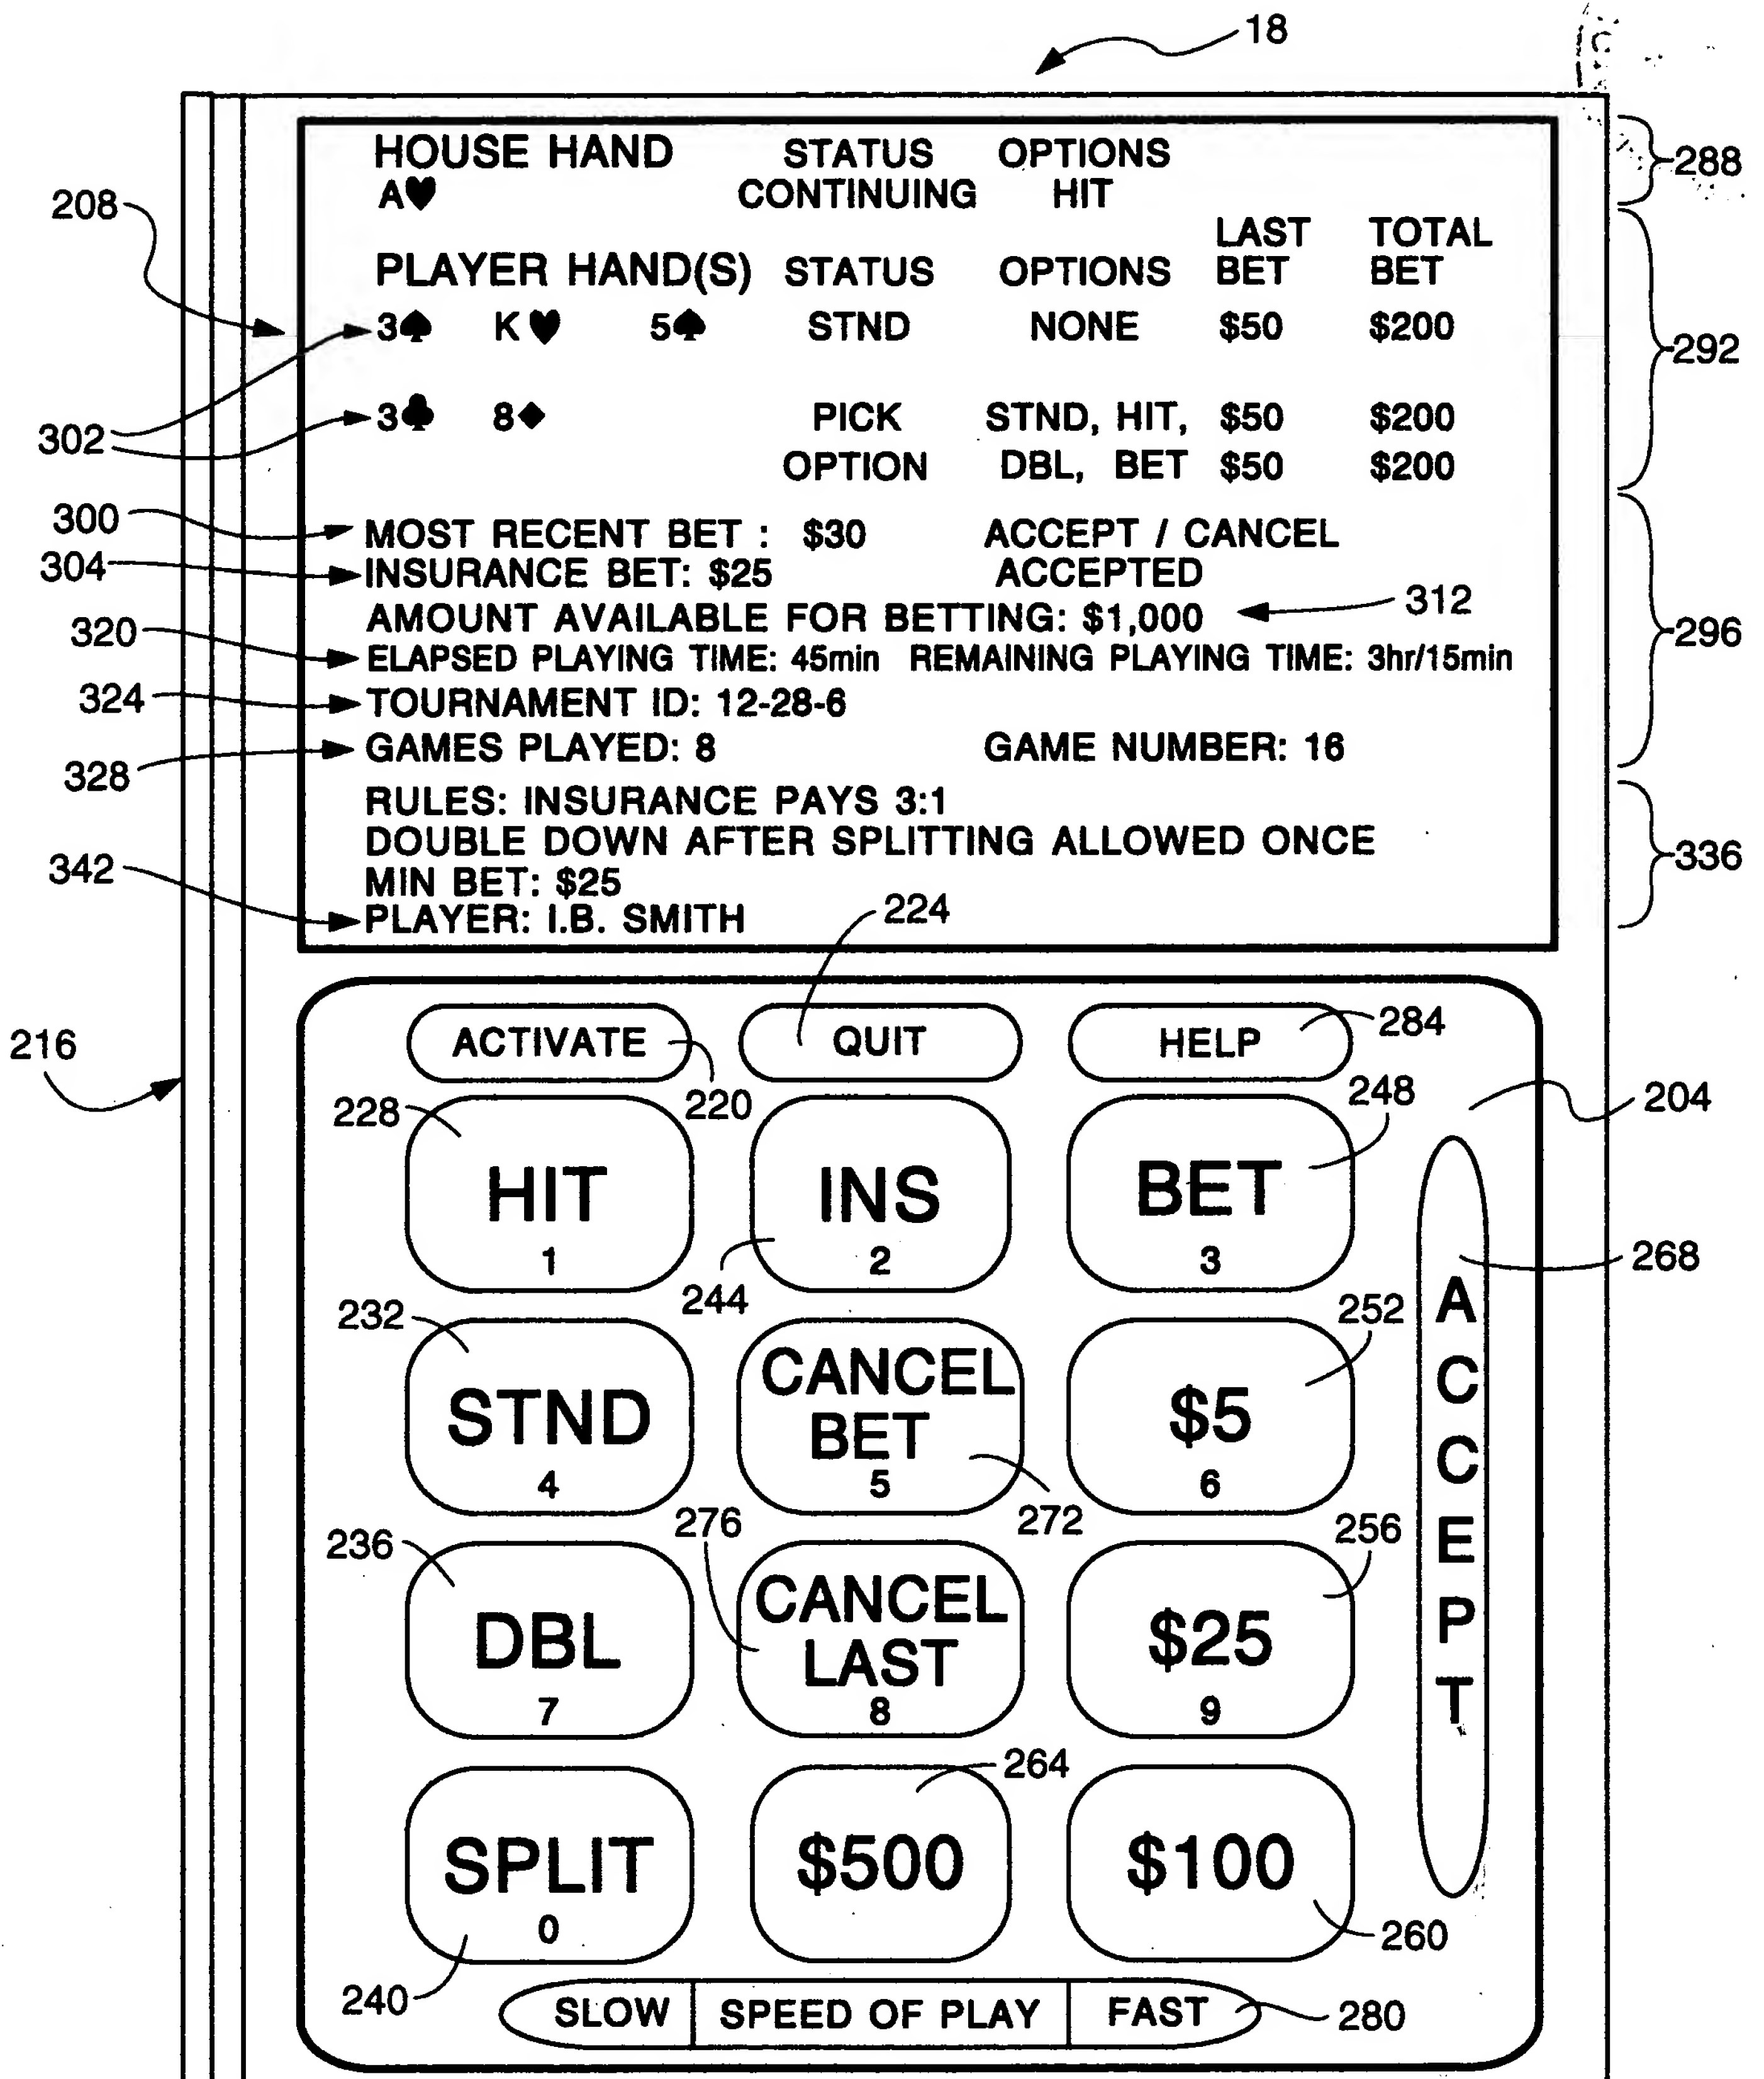 18
HOUSE HAND STATUS OPTIONS
288
A♥ CONTINUING HIT
208
LAST TOTAL
PLAYER HAND(S) STATUS OPTIONS BET BET
3♠ K♥ 5♠ STND NONE $50 $200
292
302
3♣ 8♦ PICK STND, HIT, $50 $200
OPTION DBL, BET $50 $200
300
MOST RECENT BET : $30 ACCEPT / CANCEL
304
INSURANCE BET: $25 ACCEPTED
AMOUNT AVAILABLE FOR BETTING: $1,000
312
320
296
ELAPSED PLAYING TIME: 45min REMAINING PLAYING TIME: 3hr/15min
324
TOURNAMENT ID: 12-28-6
328
GAMES PLAYED: 8 GAME NUMBER: 16
RULES: INSURANCE PAYS 3:1
DOUBLE DOWN AFTER SPLITTING ALLOWED ONCE
336
342
MIN BET: $25
PLAYER: I.B. SMITH
224
216
ACTIVATE QUIT HELP
284
220
228
248
204
HIT INS BET
1 2 3
244
268
232
252
ACCEPT
STND CANCEL BET $5
4 5 6
276
272
236
256
DBL CANCEL LAST $25
7 8 9
264
SPLIT $500 $100
0
260
240
SLOW SPEED OF PLAY FAST
280